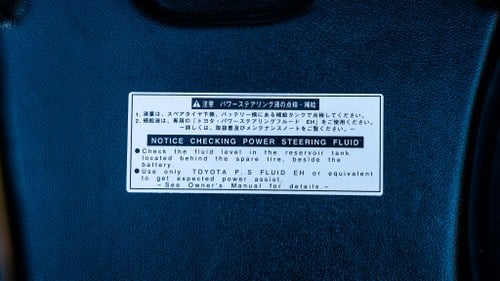 ⚠注意 パワーステアリング液の点検・補給
1. 液量は、スペアタイヤ下側、バッテリー横にある補給タンクで点検してください。
2. 補給液は、専用の「トヨタ・パワーステアリングフルード EH」をご使用ください。
ー詳しくは、取扱書及びメンテナンスノートをご覧ください。ー
NOTICE CHECKING POWER STEERING FLUID
●Check the fluid level in the reservoir tank
located behind the spare tire, beside the
battery.
●Use only TOYOTA P.S FLUID EH or equivalent
to get expected power assist.
-See Owner's Manual for details.-